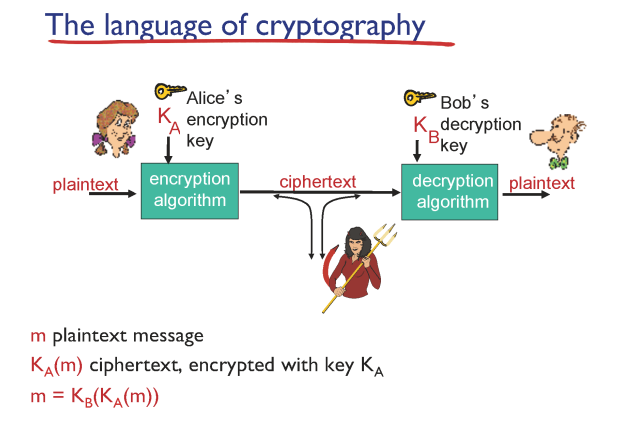 The language of cryptography
Alice's
K_A encryption
key
Bob's
K_B decryption
key
plaintext
encryption
algorithm
ciphertext
decryption
algorithm
plaintext
m plaintext message
K_A(m) ciphertext, encrypted with key K_A
m = K_B(K_A(m))